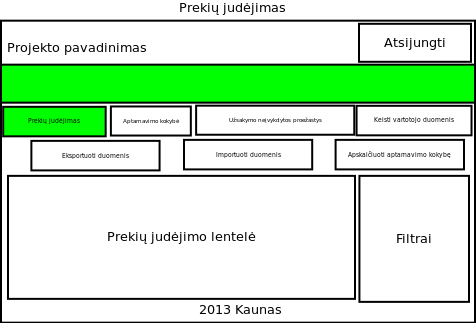 Prekių judėjimas
Projekto pavadinimas
Atsijungti
Prekių judėjimas
Aptarnavimo kokybė
Užsakymo neįvykdytos priežastys
Keisti vartotojo duomenis
Eksportuoti duomenis
Importuoti duomenis
Apskaičiuoti aptarnavimo kokybę
Prekių judėjimo lentelė
Filtrai
2013 Kaunas